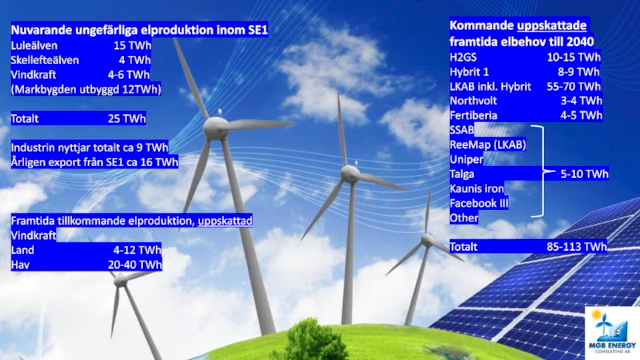 Nuvarande ungefärliga elproduktion inom SE1
Luleälven 15 TWh
Skellefteälven 4 TWh
Vindkraft 4-6 TWh
(Markbygden utbyggd 12TWh)
Totalt 25 TWh
Industrin nyttjar totalt ca 9 TWh
Årligen export från SE1 ca 16 TWh
Framtida tillkommande elproduktion, uppskattad
Vindkraft
Land 4-12 TWh
Hav 20-40 TWh
Kommande uppskattade
framtida elbehov till 2040
H2GS 10-15 TWh
Hybrit 1 8-9 TWh
LKAB inkl. Hybrit 55-70 TWh
Northvolt 3-4 TWh
Fertiberia 4-5 TWh
SSAB
ReeMap (LKAB)
Uniper
Talga 5-10 TWh
Kaunis iron
Facebook III
Other
Totalt 85-113 TWh
MGB ENERGY
CONSULTING AB